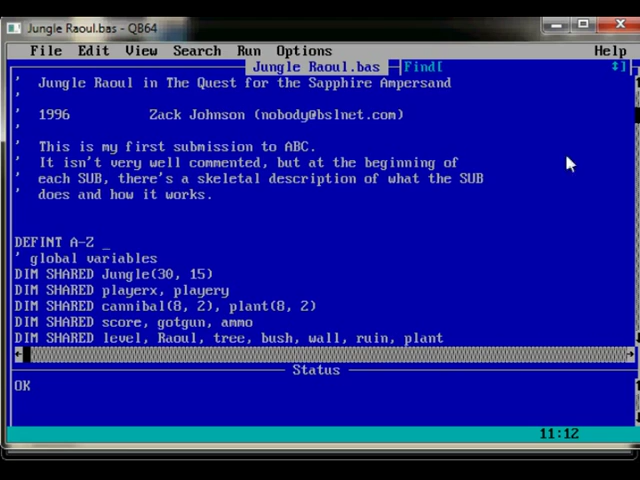 Jungle Raoul.bas - QB64
File Edit View Search Run Options Help
Jungle Raoul.bas Find[ ↕]
' Jungle Raoul in The Quest for the Sapphire Ampersand
'
' 1996 Zack Johnson (nobody@bslnet.com)
'
' This is my first submission to ABC.
' It isn't very well commented, but at the beginning of
' each SUB, there's a skeletal description of what the SUB
' does and how it works.
DEFINT A-Z _
' global variables
DIM SHARED Jungle(30, 15)
DIM SHARED playerx, playery
DIM SHARED cannibal(8, 2), plant(8, 2)
DIM SHARED score, gotgun, ammo
DIM SHARED level, Raoul, tree, bush, wall, ruin, plant
Status
OK
11:12